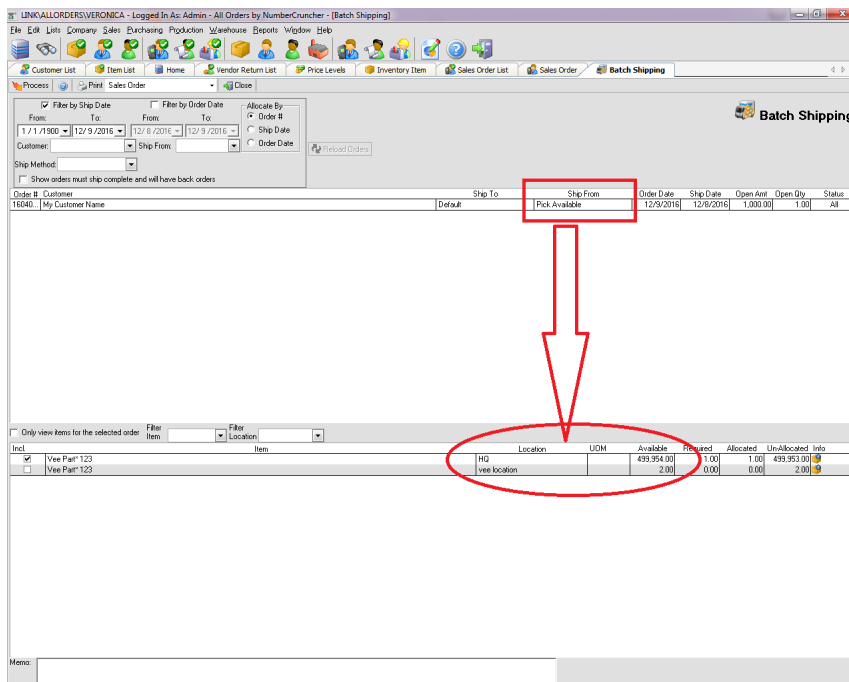 LINK\ALLORDERS\VERONICA - Logged In As: Admin - All Orders by NumberCruncher - [Batch Shipping]
File Edit Lists Company Sales Purchasing Production Warehouse Reports Window Help
Customer List Item List Home Vendor Return List Price Levels Inventory Item Sales Order List Sales Order Batch Shipping
Process Print Sales Order Close
Filter by Ship Date Filter by Order Date Allocate By
From: To: From: To: Order #
1 / 1 /1900 12/ 9 /2016 12/ 8 /2016 12/ 9 /2016 Ship Date
Customer: Ship From: Order Date
Reload Orders
Batch Shipping
Ship Method:
Show orders must ship complete and will have back orders
Order # Customer Ship To Ship From Order Date Ship Date Open Amt Open Qty Status
16040... My Customer Name Default Pick Available 12/9/2016 12/8/2016 1,000.00 1.00 All
Only view items for the selected order Filter Item Filter Location
Incl. Item Location UOM Available Required Allocated Un-Allocated Info
Vee Part" 123 HQ 499,954.00 1.00 1.00 499,953.00
Vee Part" 123 vee location 2.00 0.00 0.00 2.00
Memo: